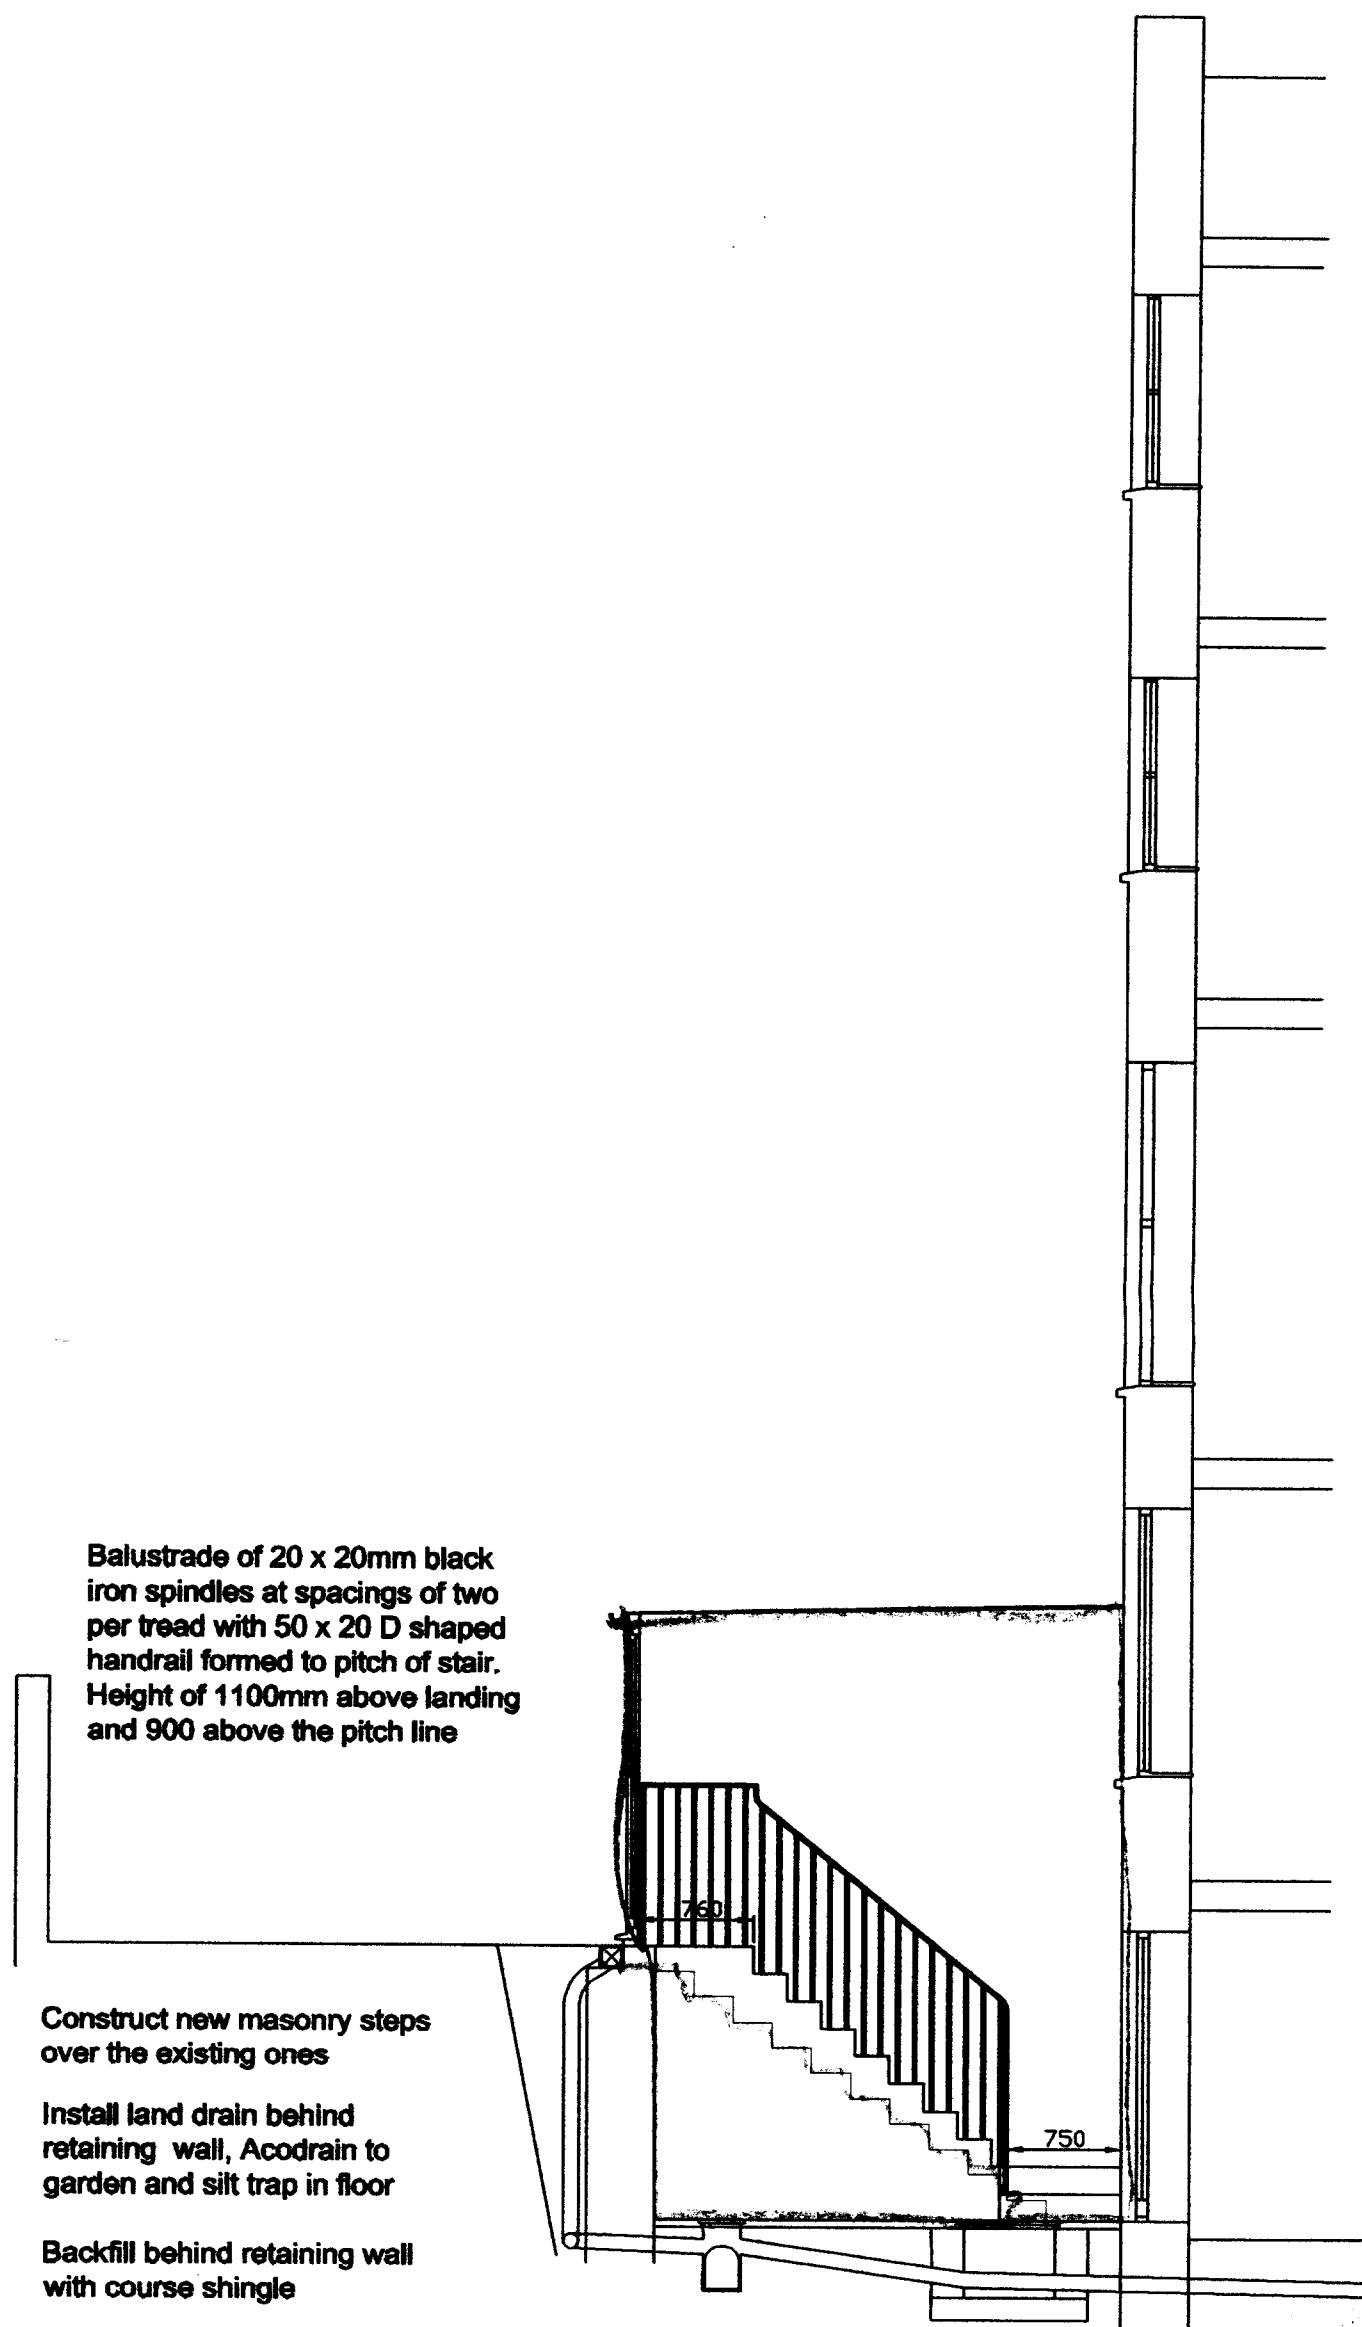 Balustrade of 20 x 20mm black
iron spindles at spacings of two
per tread with 50 x 20 D shaped
handrail formed to pitch of stair.
Height of 1100mm above landing
and 900 above the pitch line
760
Construct new masonry steps
over the existing ones
750
Install land drain behind
retaining wall, Acodrain to
garden and silt trap in floor
Backfill behind retaining wall
with course shingle